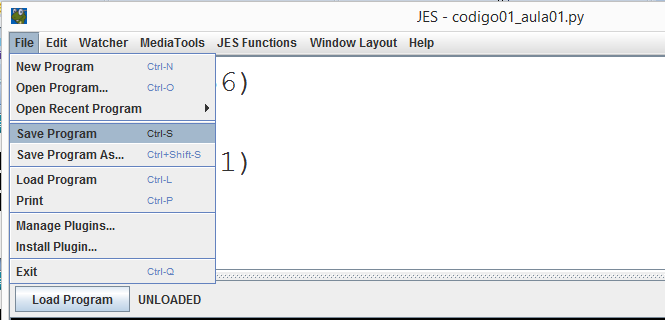 JES - codigo01_aula01.py
File Edit Watcher MediaTools JES Functions Window Layout Help
New Program Ctrl-N
Open Program... Ctrl-O
Open Recent Program
Save Program Ctrl-S
Save Program As... Ctrl+Shift-S
Load Program Ctrl-L
Print Ctrl-P
Manage Plugins...
Install Plugin...
Exit Ctrl-Q
6)
1)
Load Program UNLOADED